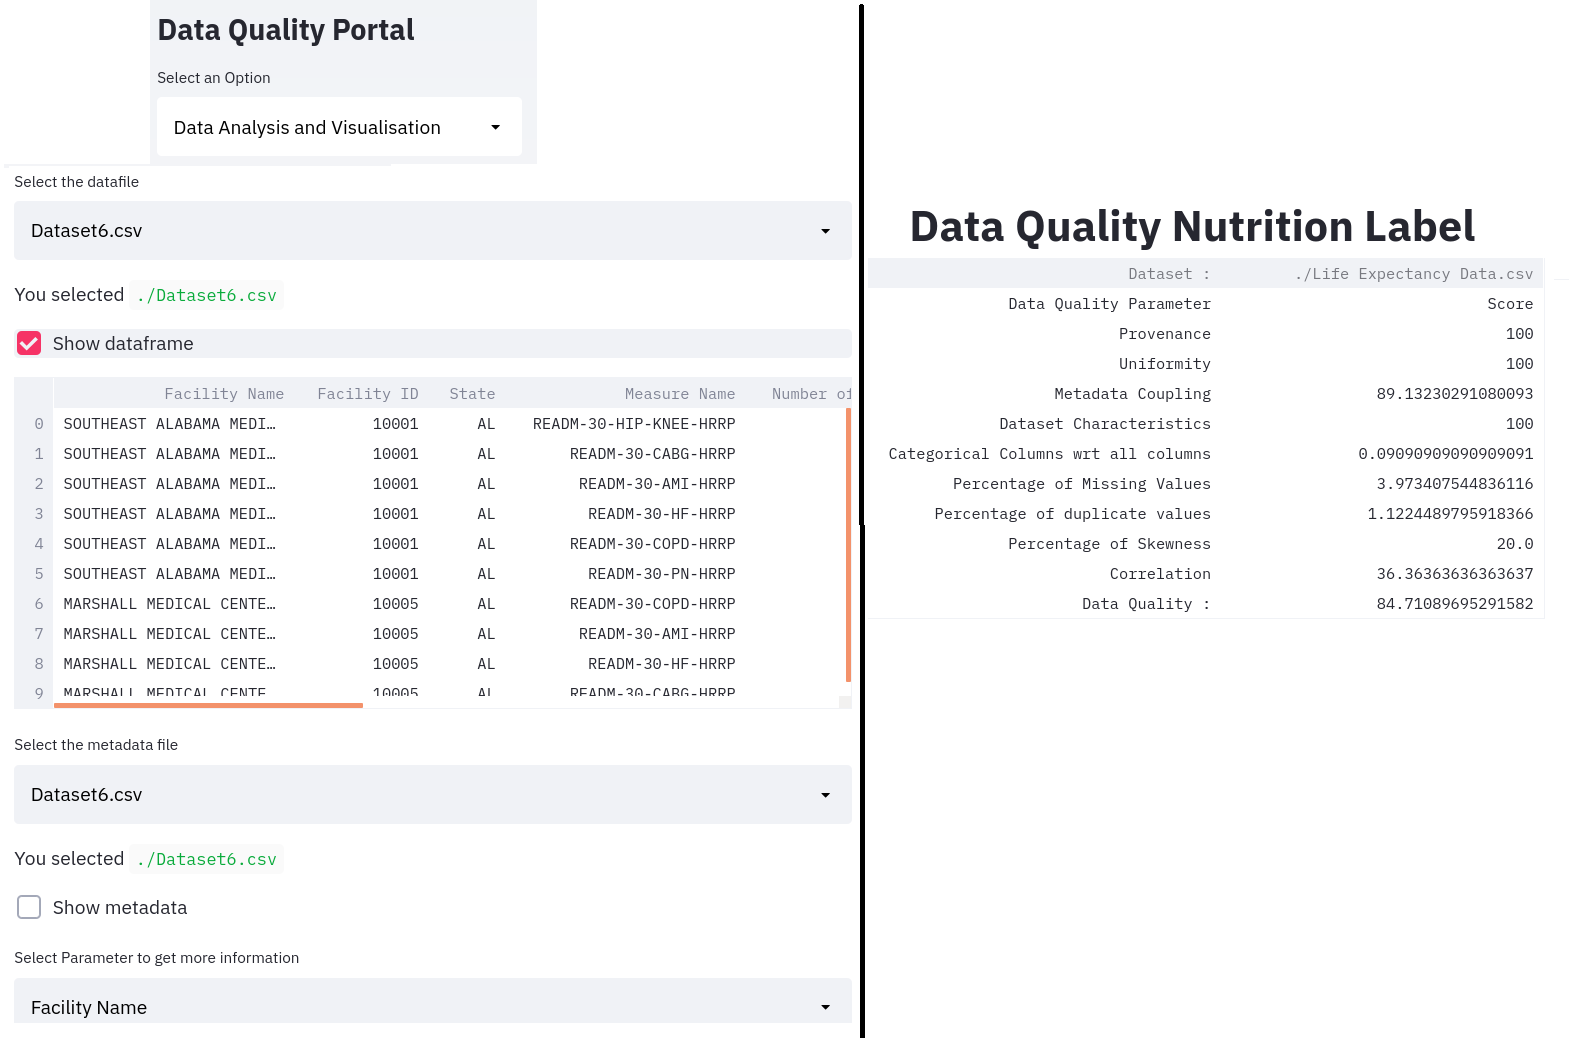 Data Quality Portal
Select an Option
Data Analysis and Visualisation
Select the datafile
Dataset6.csv
You selected ./Dataset6.csv
Show dataframe
Facility Name Facility ID State Measure Name Number of
0 SOUTHEAST ALABAMA MEDI… 10001 AL READM-30-HIP-KNEE-HRRP
1 SOUTHEAST ALABAMA MEDI… 10001 AL READM-30-CABG-HRRP
2 SOUTHEAST ALABAMA MEDI… 10001 AL READM-30-AMI-HRRP
3 SOUTHEAST ALABAMA MEDI… 10001 AL READM-30-HF-HRRP
4 SOUTHEAST ALABAMA MEDI… 10001 AL READM-30-COPD-HRRP
5 SOUTHEAST ALABAMA MEDI… 10001 AL READM-30-PN-HRRP
6 MARSHALL MEDICAL CENTE… 10005 AL READM-30-COPD-HRRP
7 MARSHALL MEDICAL CENTE… 10005 AL READM-30-AMI-HRRP
8 MARSHALL MEDICAL CENTE… 10005 AL READM-30-HF-HRRP
9 MARSHALL MEDICAL CENTE 10005 AL READM-30-CABG-HRRP
Select the metadata file
Dataset6.csv
You selected ./Dataset6.csv
Show metadata
Select Parameter to get more information
Facility Name
Data Quality Nutrition Label
Dataset : ./Life Expectancy Data.csv
Data Quality Parameter Score
Provenance 100
Uniformity 100
Metadata Coupling 89.13230291080093
Dataset Characteristics 100
Categorical Columns wrt all columns 0.09090909090909091
Percentage of Missing Values 3.973407544836116
Percentage of duplicate values 1.1224489795918366
Percentage of Skewness 20.0
Correlation 36.36363636363637
Data Quality : 84.71089695291582